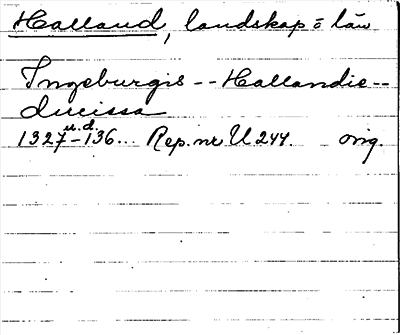 Halland, landskap o län
Ingeburgis -- Hallandie --
ducissa
u.d.
1327-136... Rep. nr U 244. orig.